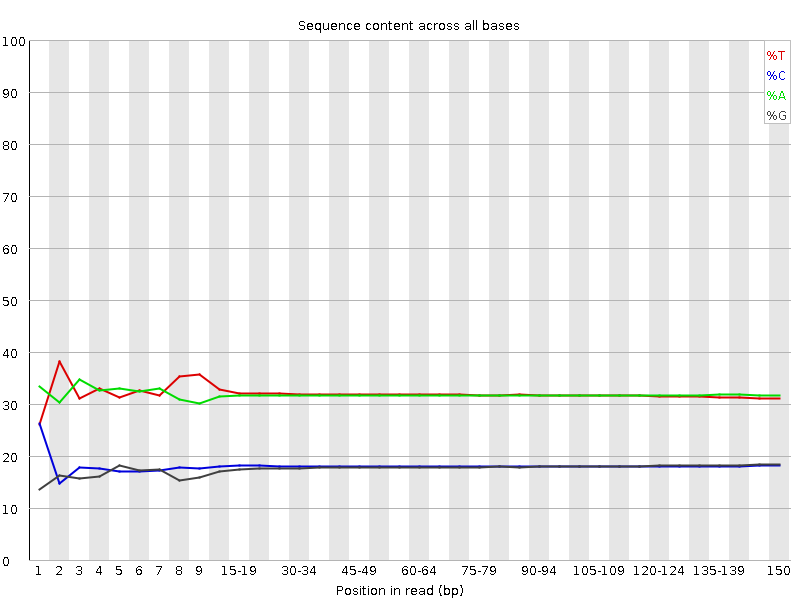 Sequence content across all bases
100
90
80
70
60
50
40
30
20
10
0
%T
%C
%A
%G
1 2 3 4 5 6 7 8 9 15-19 30-34 45-49 60-64 75-79 90-94 105-109 120-124 135-139 150
Position in read (bp)